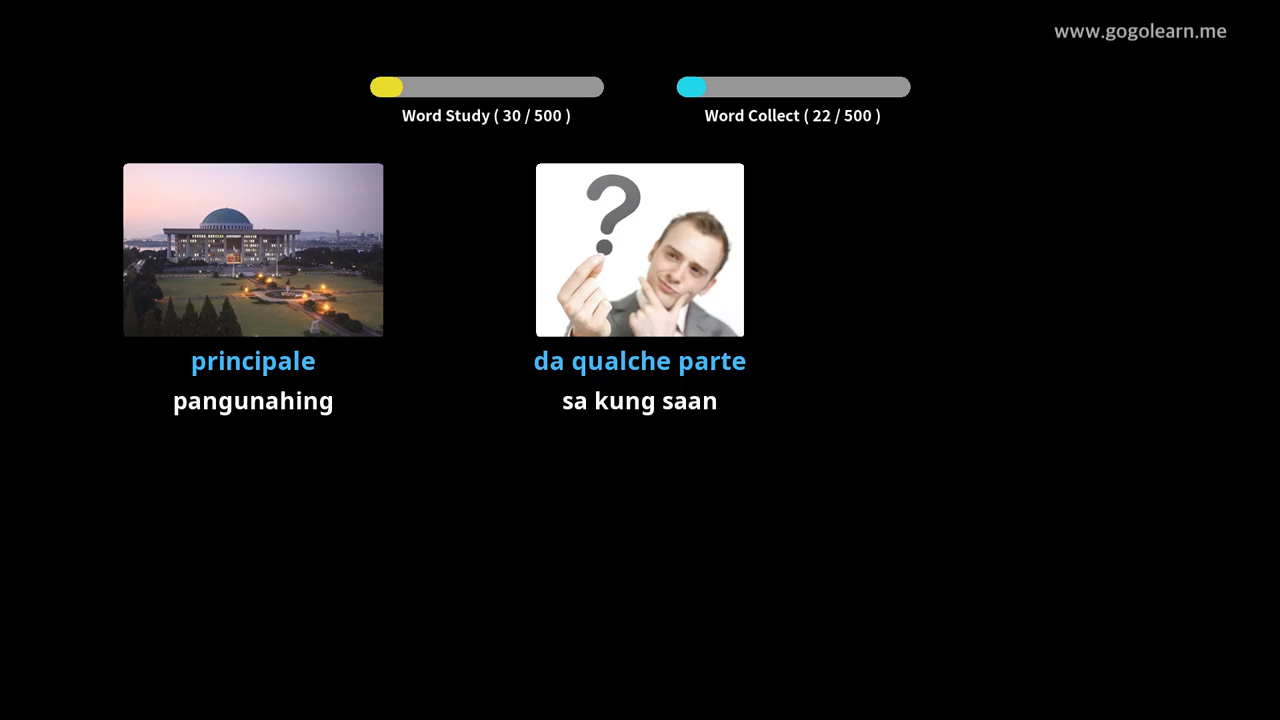 www.gogolearn.me
Word Study ( 30 / 500 )
Word Collect ( 22 / 500 )
principale
pangunahing
da qualche parte
sa kung saan